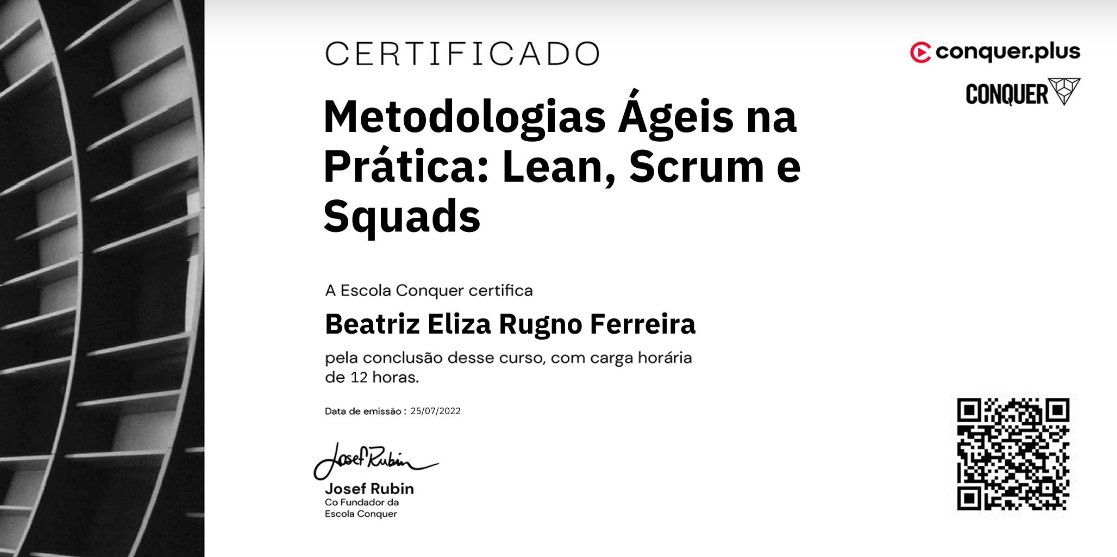 CERTIFICADO
conquer.plus
CONQUER
Metodologias Ágeis na
Prática: Lean, Scrum e
Squads
A Escola Conquer certifica
Beatriz Eliza Rugno Ferreira
pela conclusão desse curso, com carga horária
de 12 horas.
Data de emissão : 25/07/2022
Josef Rubin
Josef Rubin
Co Fundador da
Escola Conquer